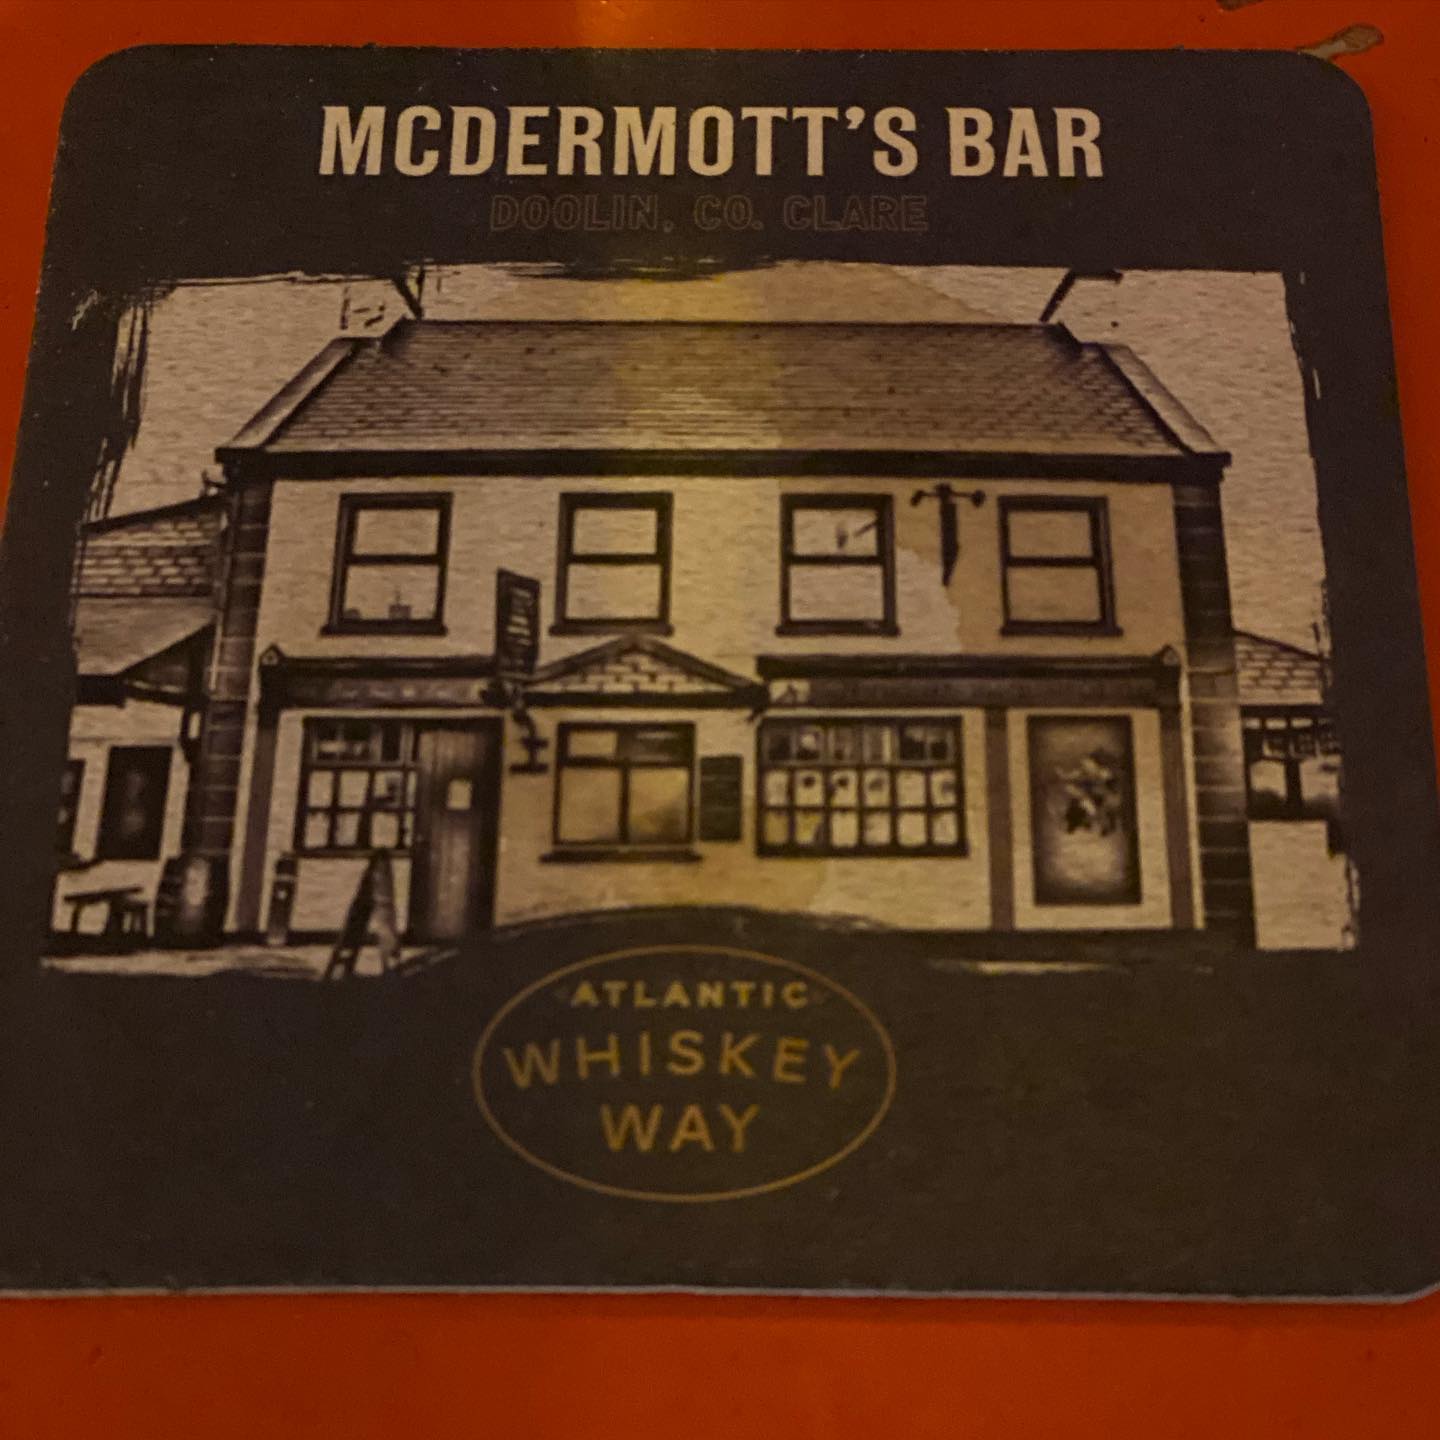 MCDERMOTT'S BAR
DOOLIN, CO. CLARE
ATLANTIC
WHISKEY
WAY